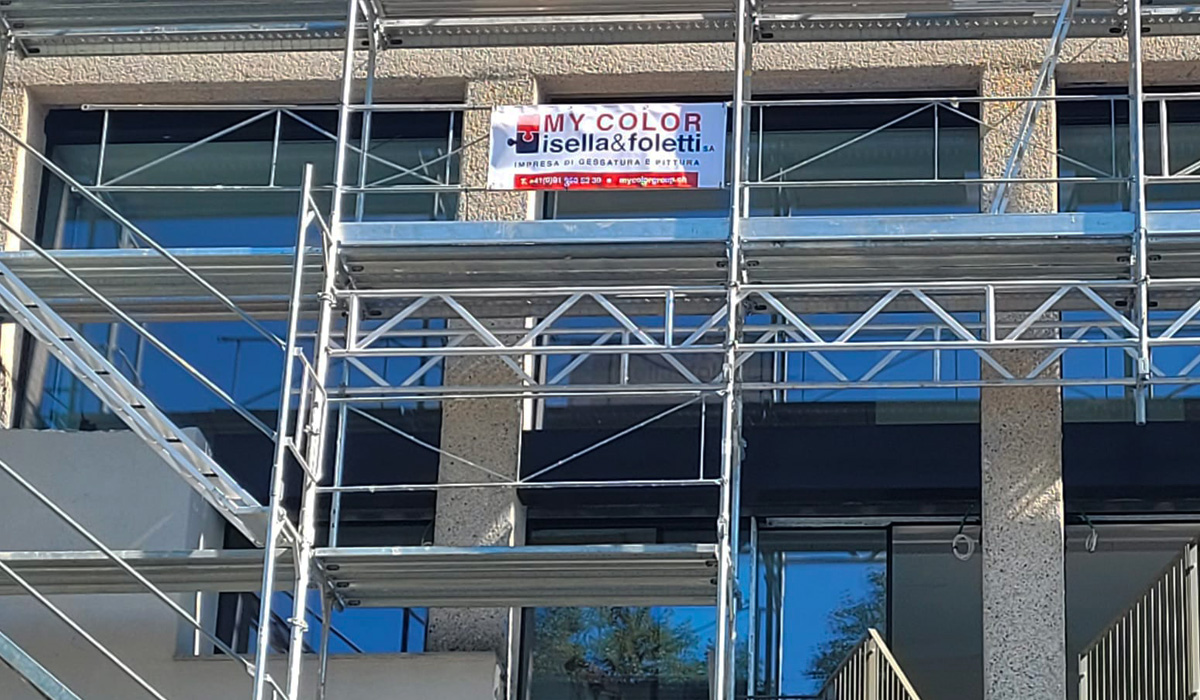 MY COLOR
isella&foletti SA
IMPRESA DI GESSATURA E PITTURA
mycolorgroup.ch